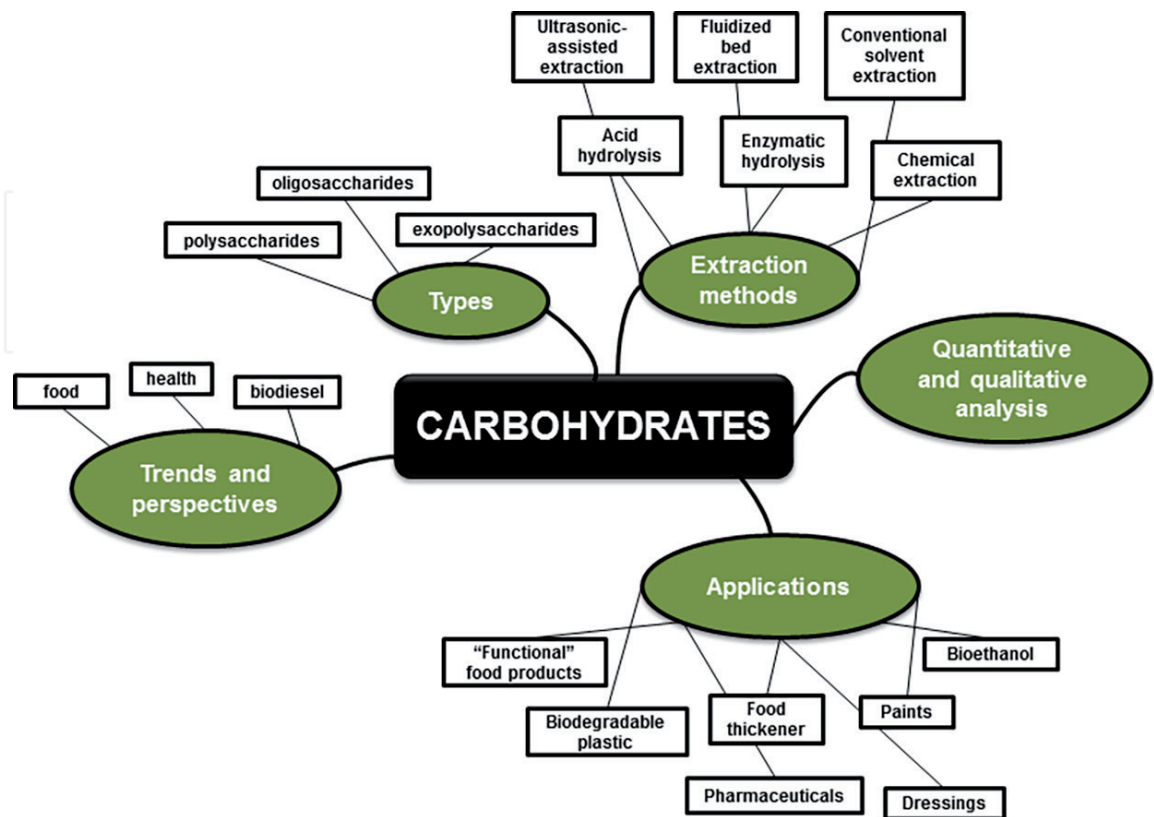 Ultrasonic-
assisted
extraction
Fluidized
bed
extraction
Conventional
solvent
extraction
Acid
hydrolysis
Enzymatic
hydrolysis
Chemical
extraction
oligosaccharides
polysaccharides
exopolysaccharides
Types
Extraction
methods
Quantitative
and qualitative
analysis
food
health
biodiesel
CARBOHYDRATES
Trends and
perspectives
Applications
“Functional”
food products
Bioethanol
Biodegradable
plastic
Food
thickener
Paints
Pharmaceuticals
Dressings